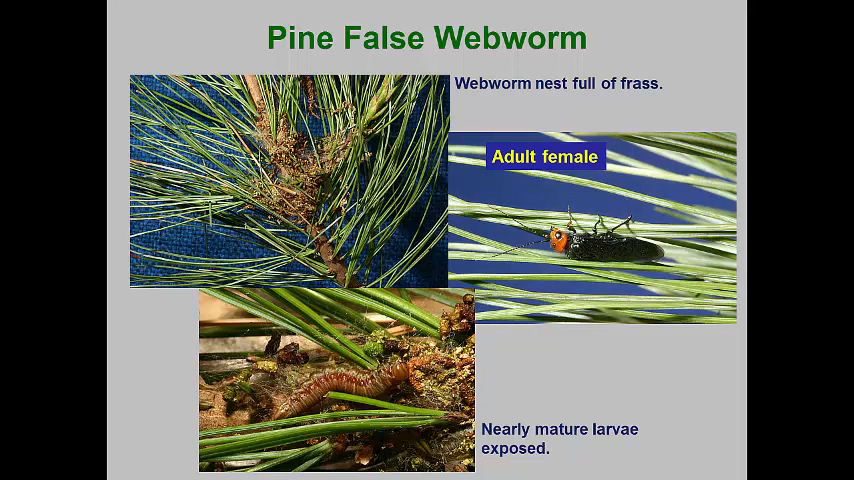 Pine False Webworm
Webworm nest full of frass.
Adult female
Nearly mature larvae
exposed.